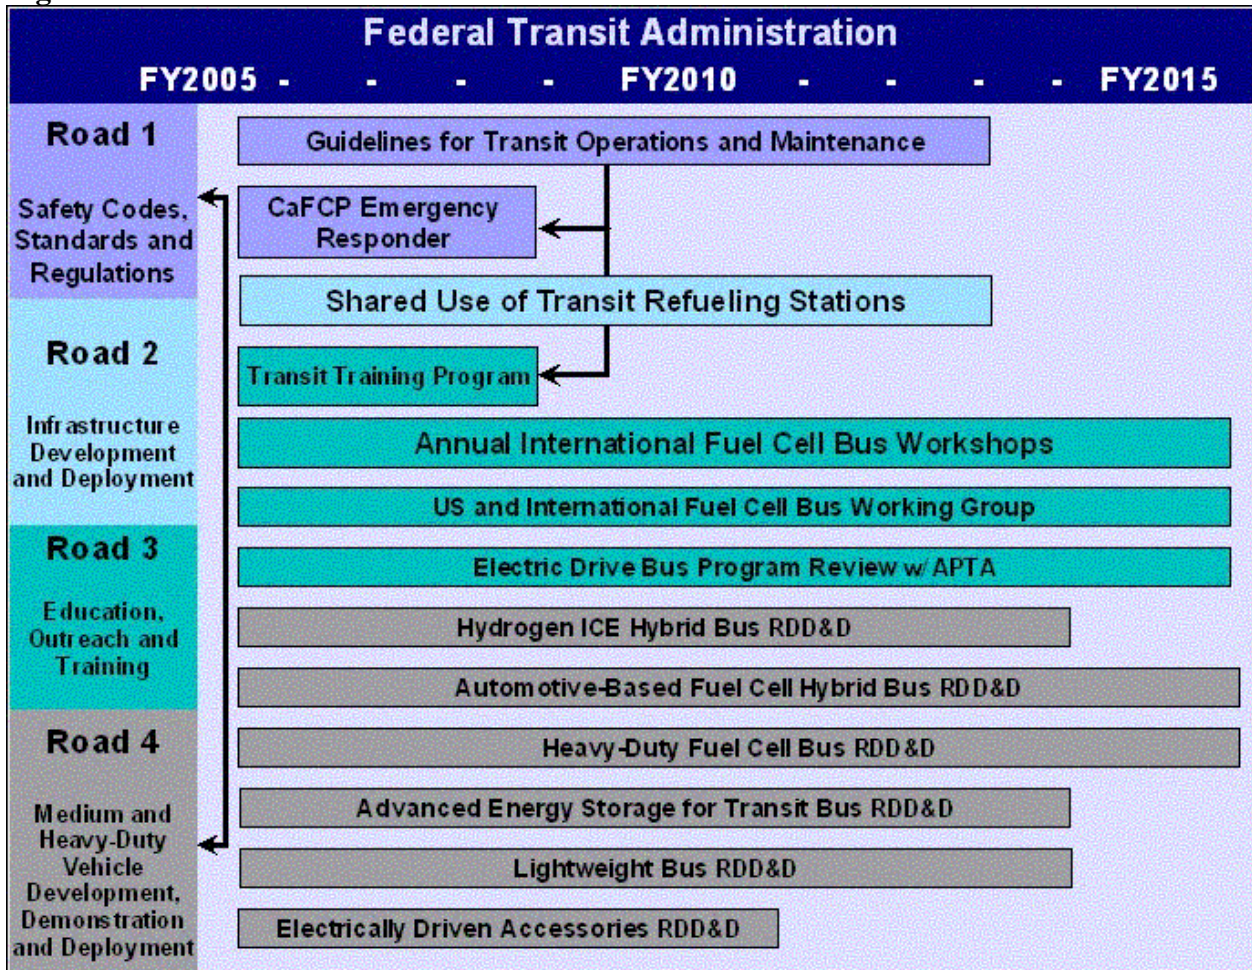 Federal Transit Administration
FY2005 - - - - FY2010 - - - - FY2015
Road 1
Safety Codes,
Standards and
Regulations
Road 2
Infrastructure
Development
and Deployment
Road 3
Education,
Outreach and
Training
Road 4
Medium and
Heavy-Duty
Vehicle
Development,
Demonstration
and Deployment
Guidelines for Transit Operations and Maintenance
CaFCP Emergency
Responder
Shared Use of Transit Refueling Stations
Transit Training Program
Annual International Fuel Cell Bus Workshops
US and International Fuel Cell Bus Working Group
Electric Drive Bus Program Review w/ APTA
Hydrogen ICE Hybrid Bus RDD&D
Automotive-Based Fuel Cell Hybrid Bus RDD&D
Heavy-Duty Fuel Cell Bus RDD&D
Advanced Energy Storage for Transit Bus RDD&D
Lightweight Bus RDD&D
Electrically Driven Accessories RDD&D